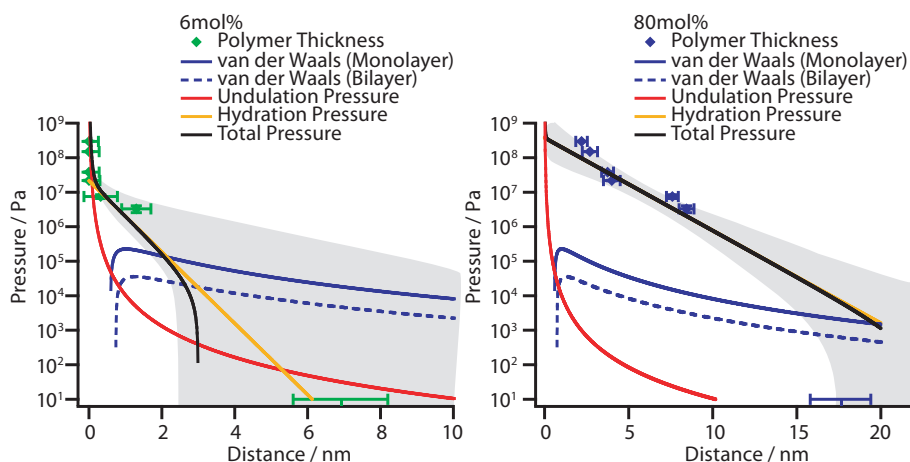 6mol%
Polymer Thickness
van der Waals (Monolayer)
van der Waals (Bilayer)
Undulation Pressure
Hydration Pressure
Total Pressure
Pressure / Pa
10⁹
10⁸
10⁷
10⁶
10⁵
10⁴
10³
10²
10¹
0 2 4 6 8 10
Distance / nm
80mol%
Polymer Thickness
van der Waals (Monolayer)
van der Waals (Bilayer)
Undulation Pressure
Hydration Pressure
Total Pressure
Pressure / Pa
10⁹
10⁸
10⁷
10⁶
10⁵
10⁴
10³
10²
10¹
0 5 10 15 20
Distance / nm